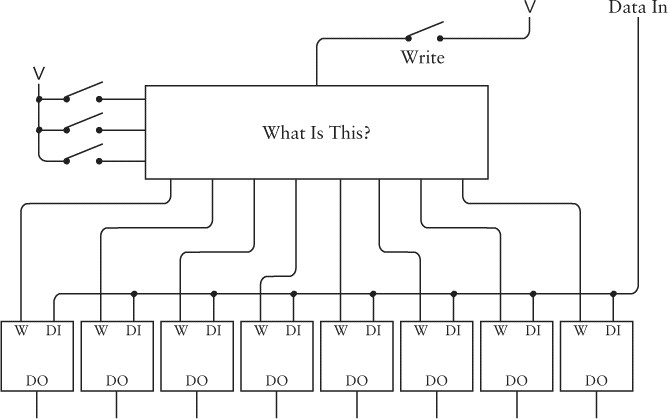 V Data In
Write
V
What Is This?
W DI W DI W DI W DI W DI W DI W DI W DI
DO DO DO DO DO DO DO DO